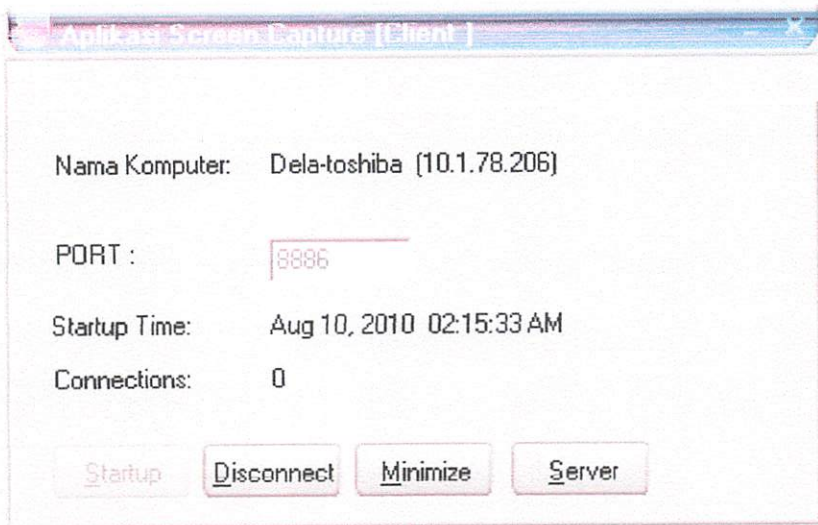 Aplikasi Screen Capture [Client ]
Nama Komputer: Dela-toshiba (10.1.78.206)
PORT : 8886
Startup Time: Aug 10, 2010 02:15:33 AM
Connections: 0
Startup Disconnect Minimize Server